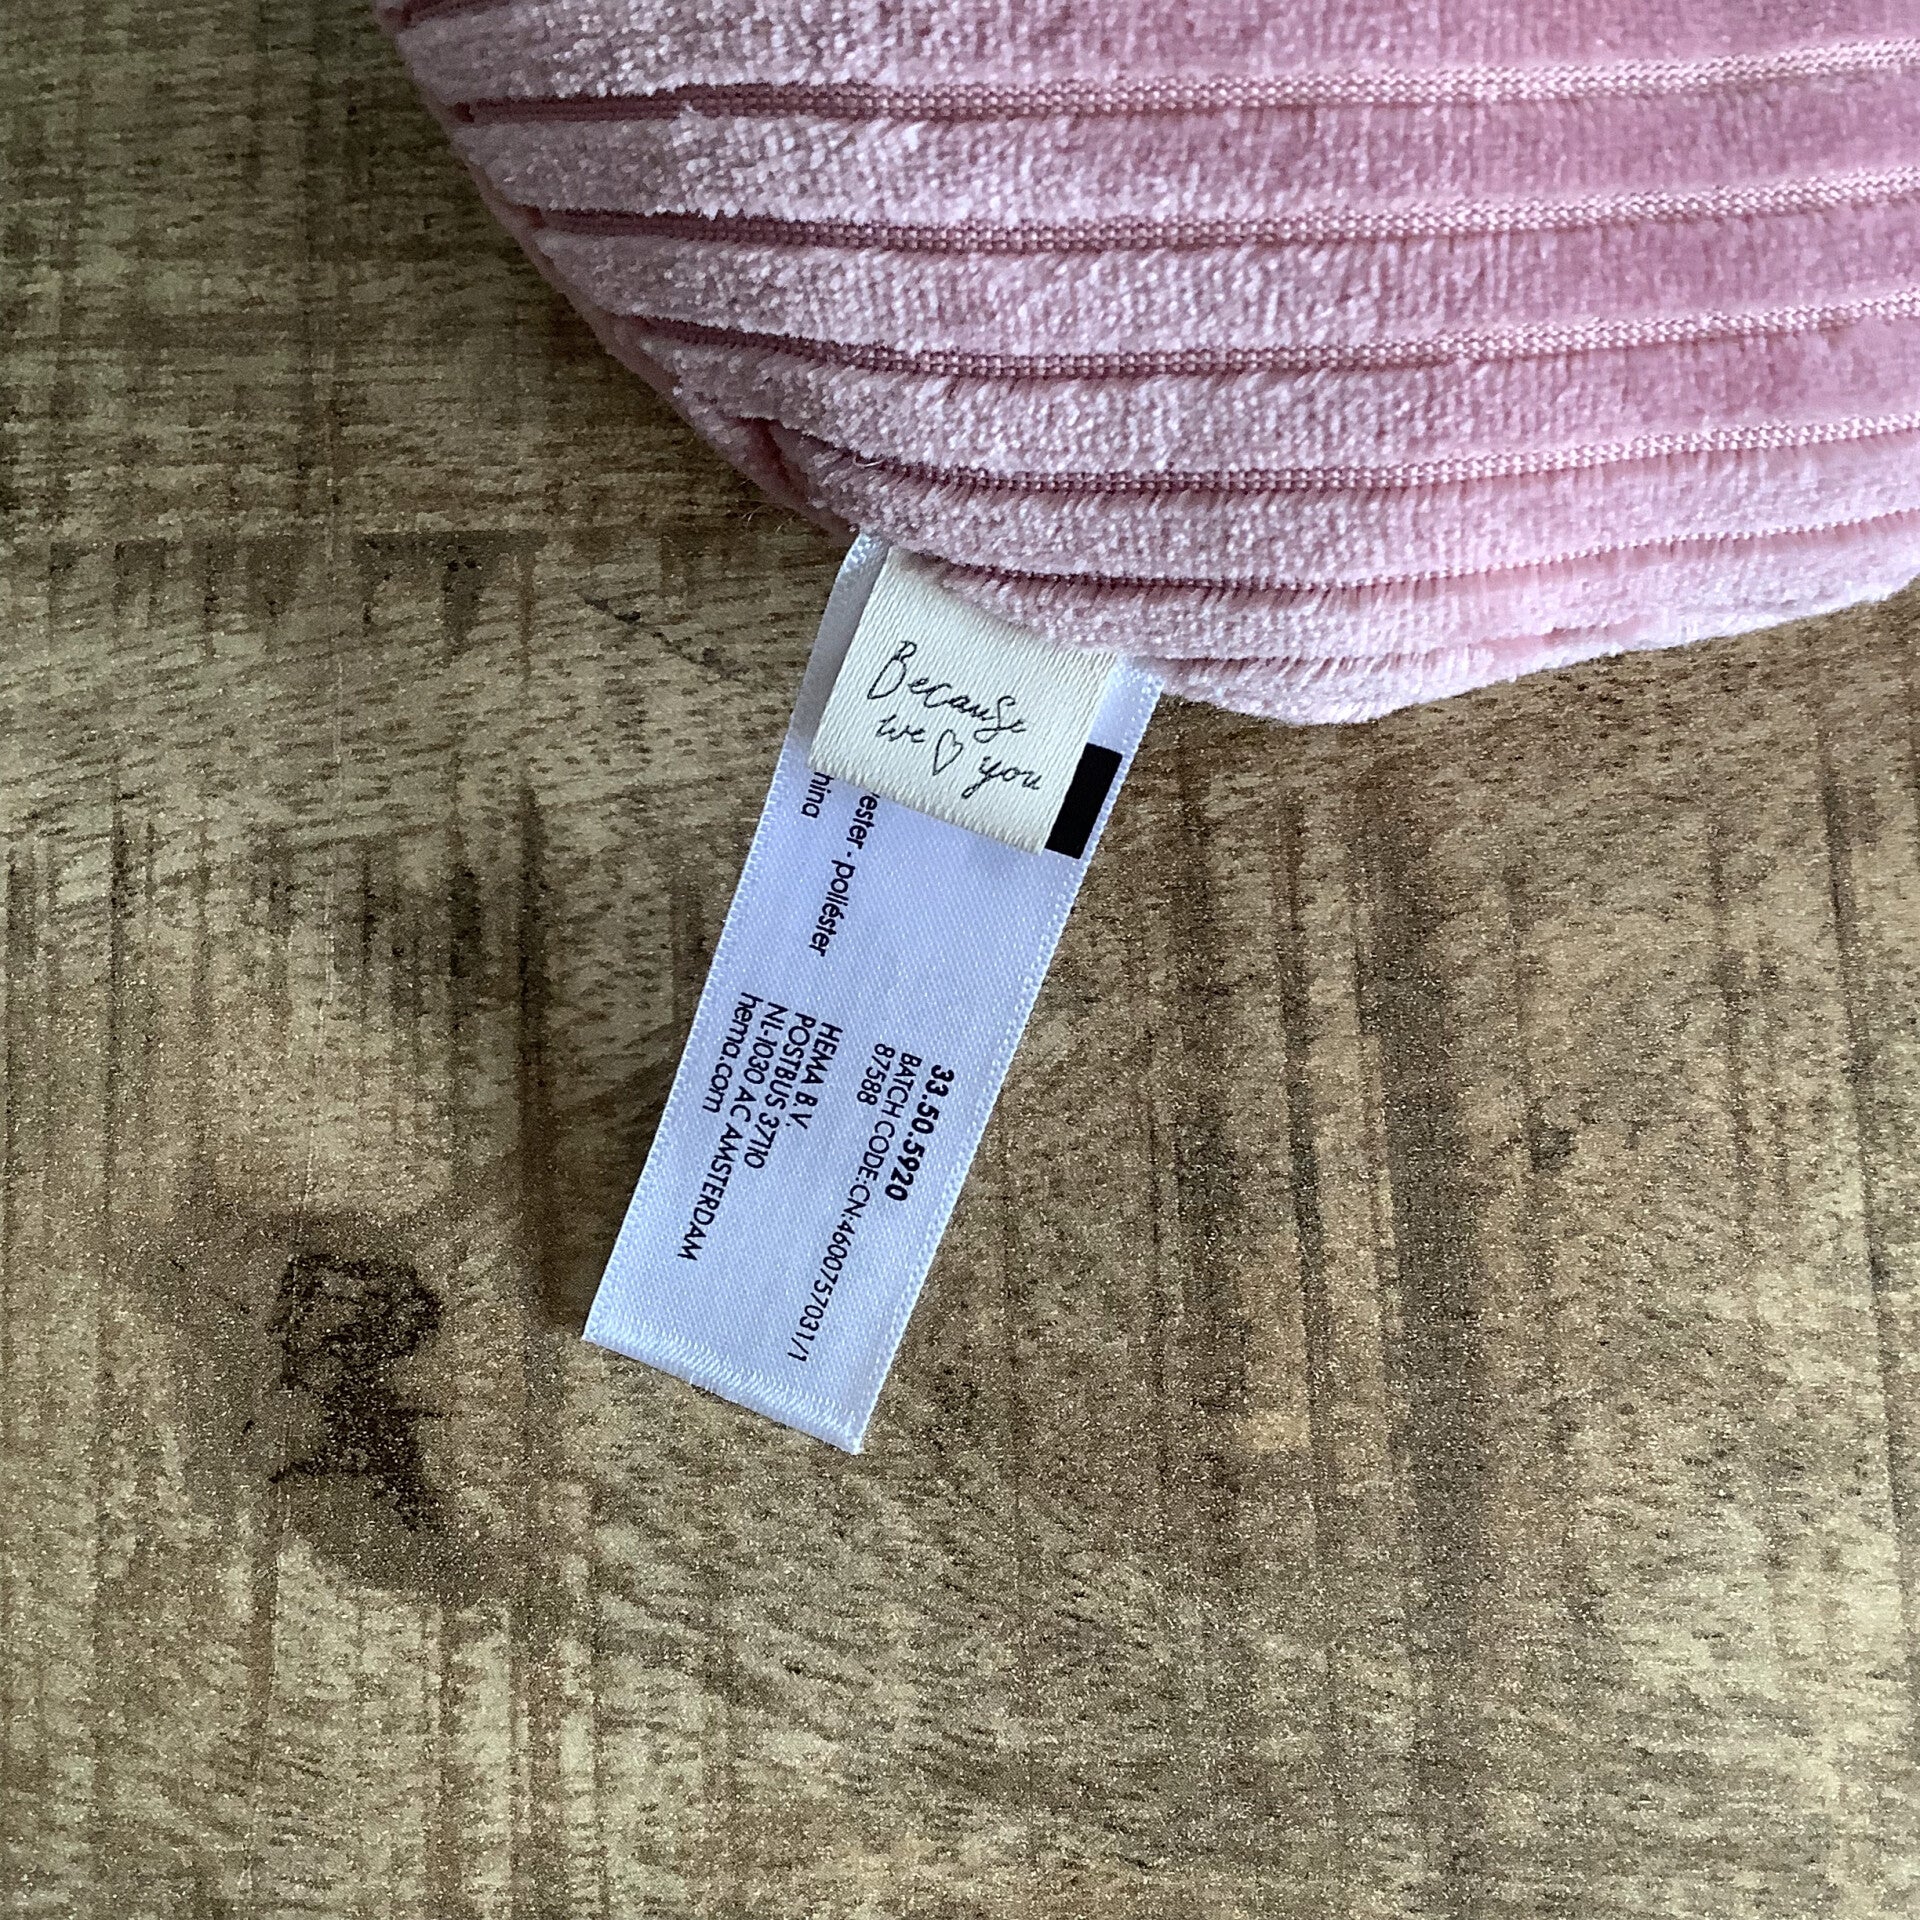 Because
we ♡ you
33.50.5920
BATCH CODE:CN:4600757031/1
87588
HEMA B.V.
POSTBUS 37110
NL-1030 AC AMSTERDAM
hema.com
yester - poliéster
hina